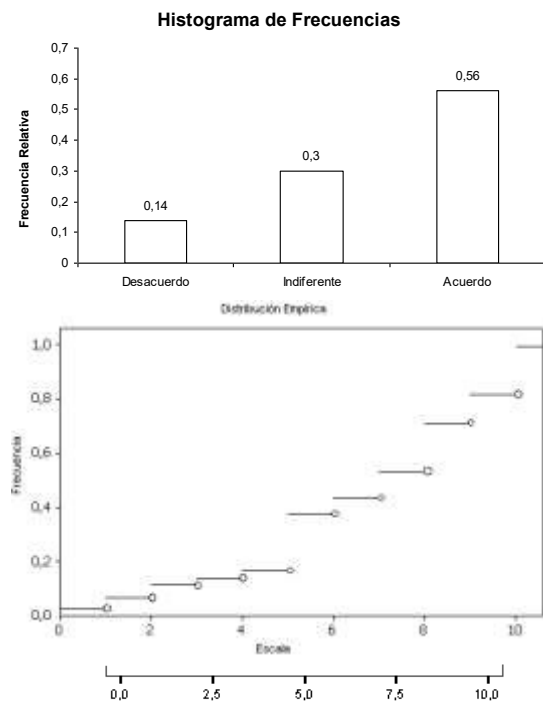 Histograma de Frecuencias
0,7
0,6
0,5
0,4
0,3
0,2
0,1
0
Frecuencia Relativa
0,14
0,3
0,56
Desacuerdo Indiferente Acuerdo
Distribución Empírica
1,0
0,8
0,6
0,4
0,2
0,0
Frecuencia
0 2 4 6 8 10
Escala
0,0 2,5 5,0 7,5 10,0